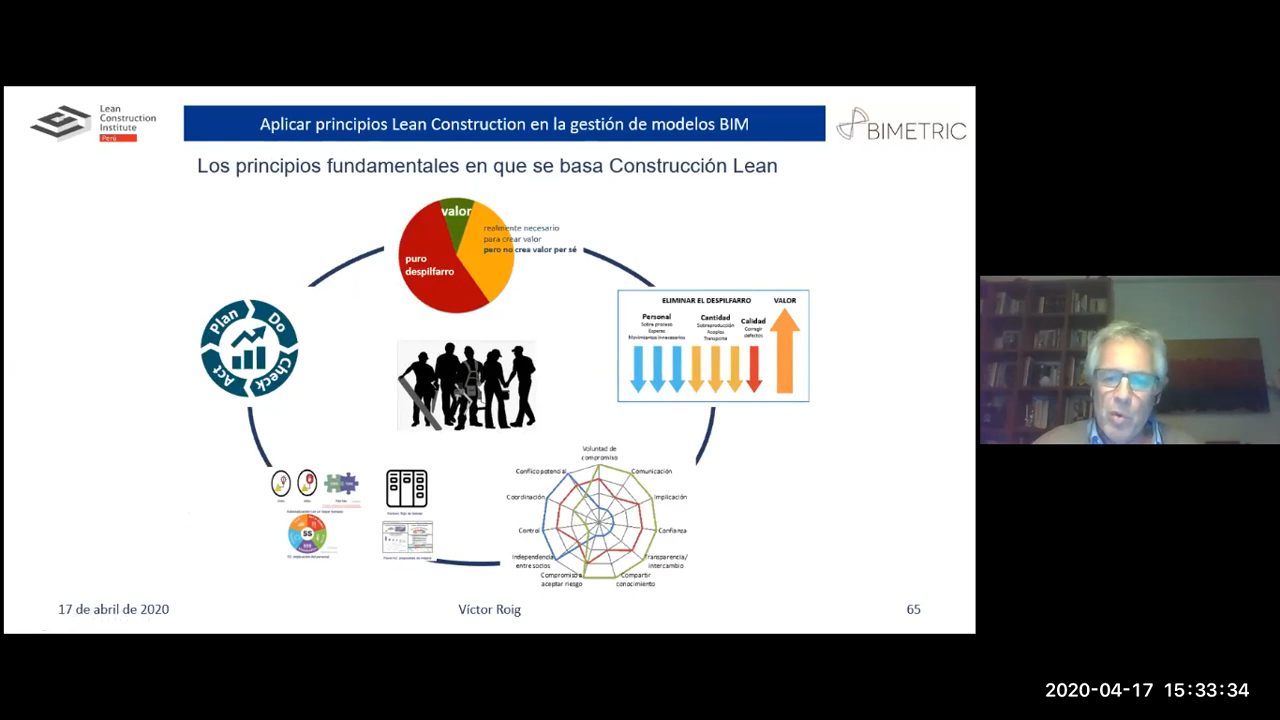 Lean
Construction
Institute
Perú
Aplicar principios Lean Construction en la gestión de modelos BIM
BIMETRIC
Los principios fundamentales en que se basa Construcción Lean
valor
realmente necesario
para crear valor
pero no crea valor per sé
puro
despilfarro
Plan
Do
Check
Act
ELIMINAR EL DESPILFARRO
VALOR
Personal
Sobre proceso
Esperas
Movimientos innecesarios
Cantidad
Sobreproducción
Acopios
Transporte
Calidad
Corregir
defectos
Voluntad de
compromiso
Conflico potencial
Comunicación
Coordinación
Implicación
Control
Confianza
Independencia
entre socios
Transparencia/
intercambio
Compromiso a
aceptar riesgo
Compartir
conocimiento
5S
17 de abril de 2020
Víctor Roig
65
2020-04-17 15:33:34